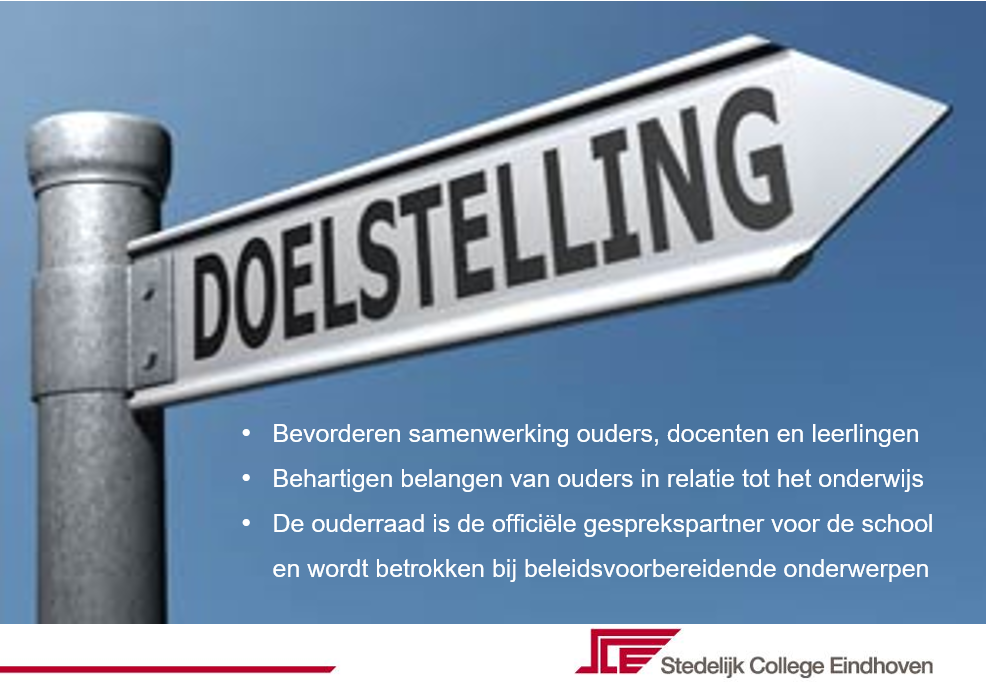 DOELSTELLING
• Bevorderen samenwerking ouders, docenten en leerlingen
• Behartigen belangen van ouders in relatie tot het onderwijs
• De ouderraad is de officiële gesprekspartner voor de school
en wordt betrokken bij beleidsvoorbereidende onderwerpen
SCE Stedelijk College Eindhoven